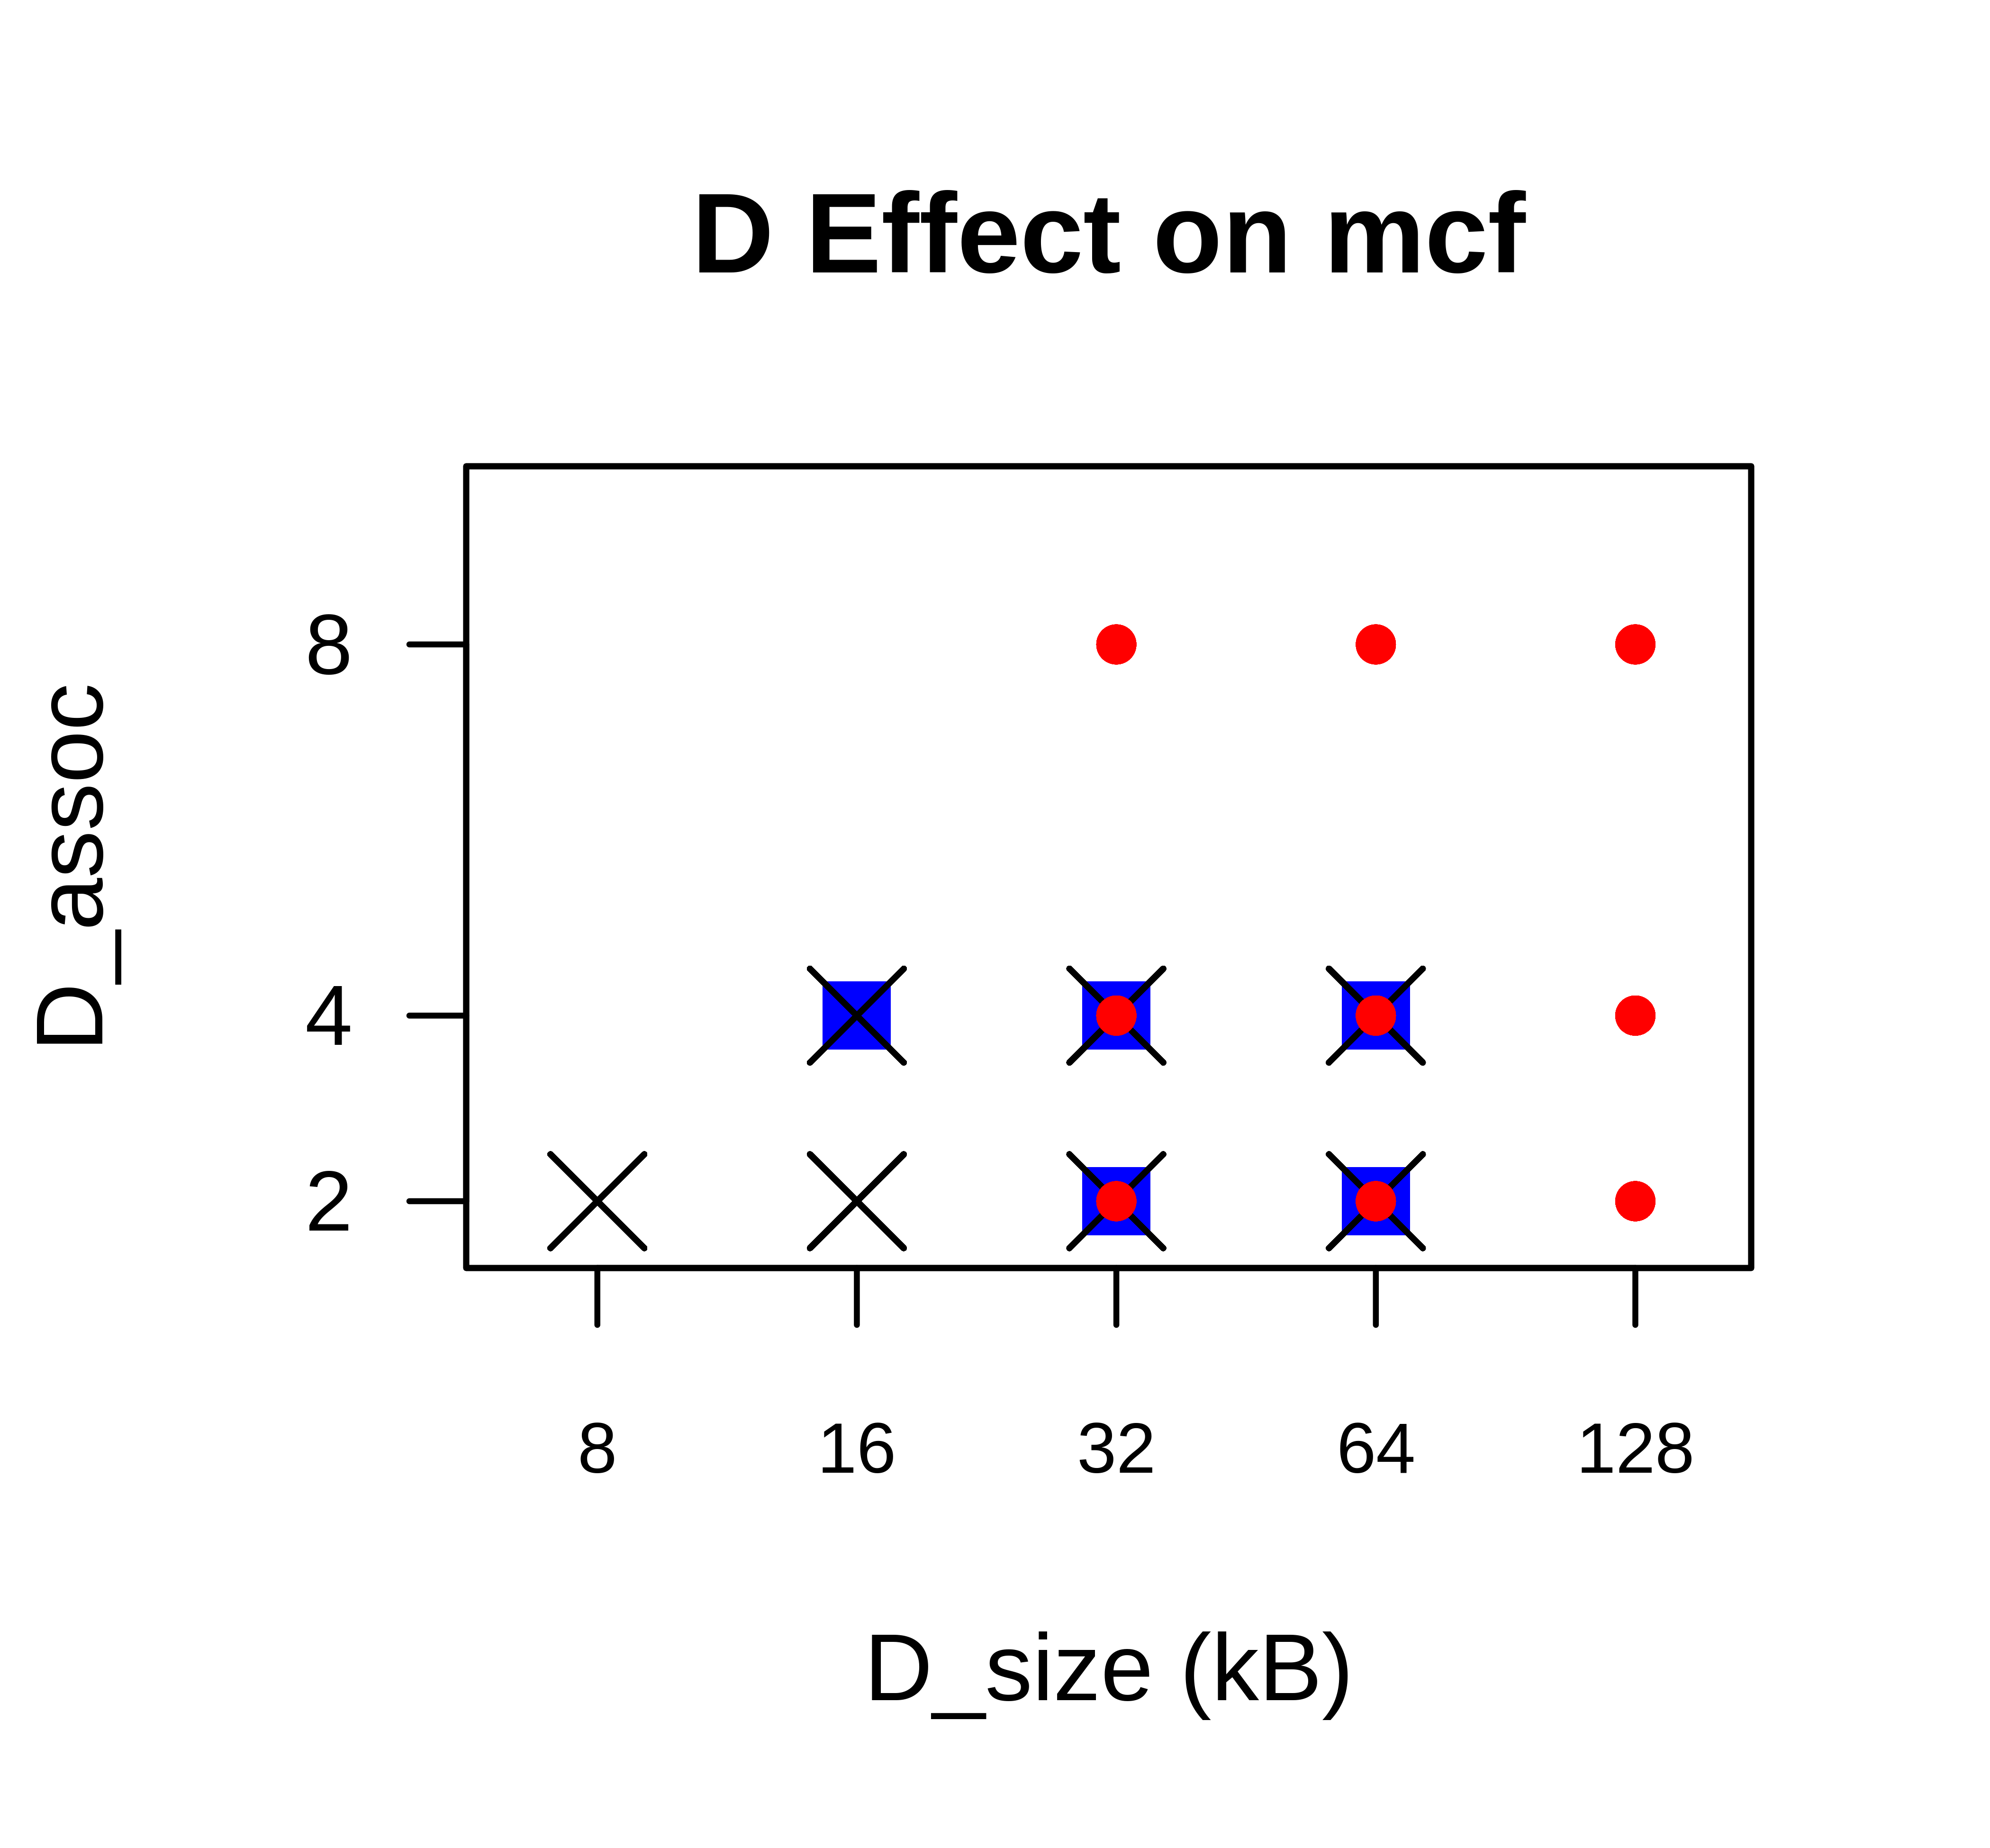 D Effect on mcf
D_assoc
8
4
2
8 16 32 64 128
D_size (kB)